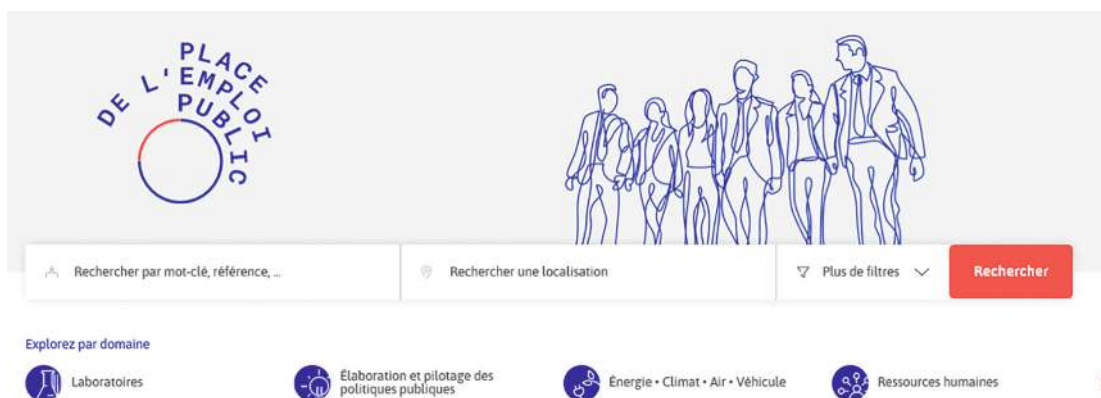 PLACE
DE L'EMPLOI
PUBLIC
Rechercher par mot-clé, référence, ...
Rechercher une localisation
Plus de filtres
Rechercher
Explorez par domaine
Laboratoires
Élaboration et pilotage des
politiques publiques
Énergie • Climat • Air • Véhicule
Ressources humaines